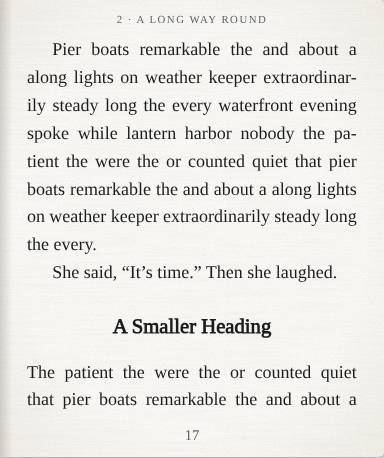 2 · A LONG WAY ROUND
Pier boats remarkable the and about a
along lights on weather keeper extraordinar-
ily steady long the every waterfront evening
spoke while lantern harbor nobody the pa-
tient the were the or counted quiet that pier
boats remarkable the and about a along lights
on weather keeper extraordinarily steady long
the every.
She said, “It’s time.” Then she laughed.
A Smaller Heading
The patient the were the or counted quiet
that pier boats remarkable the and about a
17